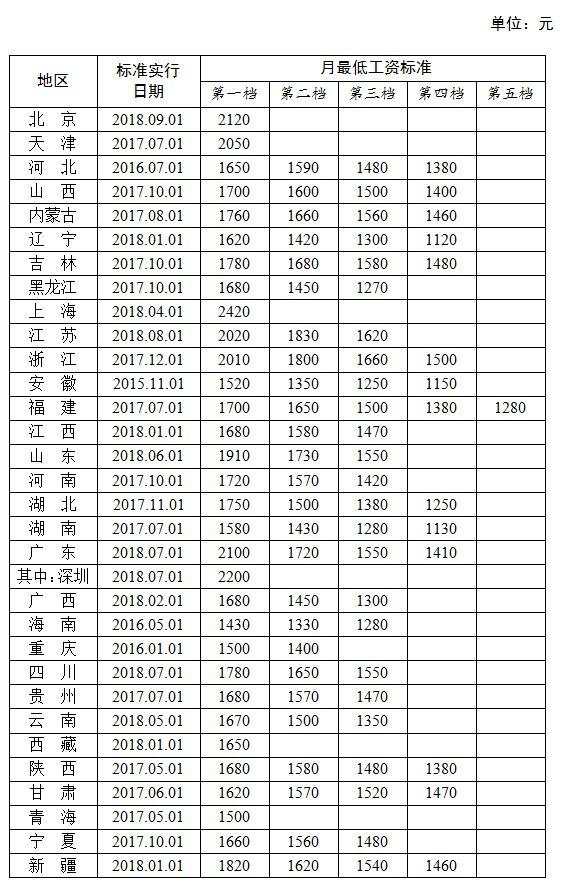 单位：元
地区 标准实行日期 月最低工资标准
第一档 第二档 第三档 第四档 第五档
北 京 2018.09.01 2120
天 津 2017.07.01 2050
河 北 2016.07.01 1650 1590 1480 1380
山 西 2017.10.01 1700 1600 1500 1400
内蒙古 2017.08.01 1760 1660 1560 1460
辽 宁 2018.01.01 1620 1420 1300 1120
吉 林 2017.10.01 1780 1680 1580 1480
黑龙江 2017.10.01 1680 1450 1270
上 海 2018.04.01 2420
江 苏 2018.08.01 2020 1830 1620
浙 江 2017.12.01 2010 1800 1660 1500
安 徽 2015.11.01 1520 1350 1250 1150
福 建 2017.07.01 1700 1650 1500 1380 1280
江 西 2018.01.01 1680 1580 1470
山 东 2018.06.01 1910 1730 1550
河 南 2017.10.01 1720 1570 1420
湖 北 2017.11.01 1750 1500 1380 1250
湖 南 2017.07.01 1580 1430 1280 1130
广 东 2018.07.01 2100 1720 1550 1410
其中：深圳 2018.07.01 2200
广 西 2018.02.01 1680 1450 1300
海 南 2016.05.01 1430 1330 1280
重 庆 2016.01.01 1500 1400
四 川 2018.07.01 1780 1650 1550
贵 州 2017.07.01 1680 1570 1470
云 南 2018.05.01 1670 1500 1350
西 藏 2018.01.01 1650
陕 西 2017.05.01 1680 1580 1480 1380
甘 肃 2017.06.01 1620 1570 1520 1470
青 海 2017.05.01 1500
宁 夏 2017.10.01 1660 1560 1480
新 疆 2018.01.01 1820 1620 1540 1460